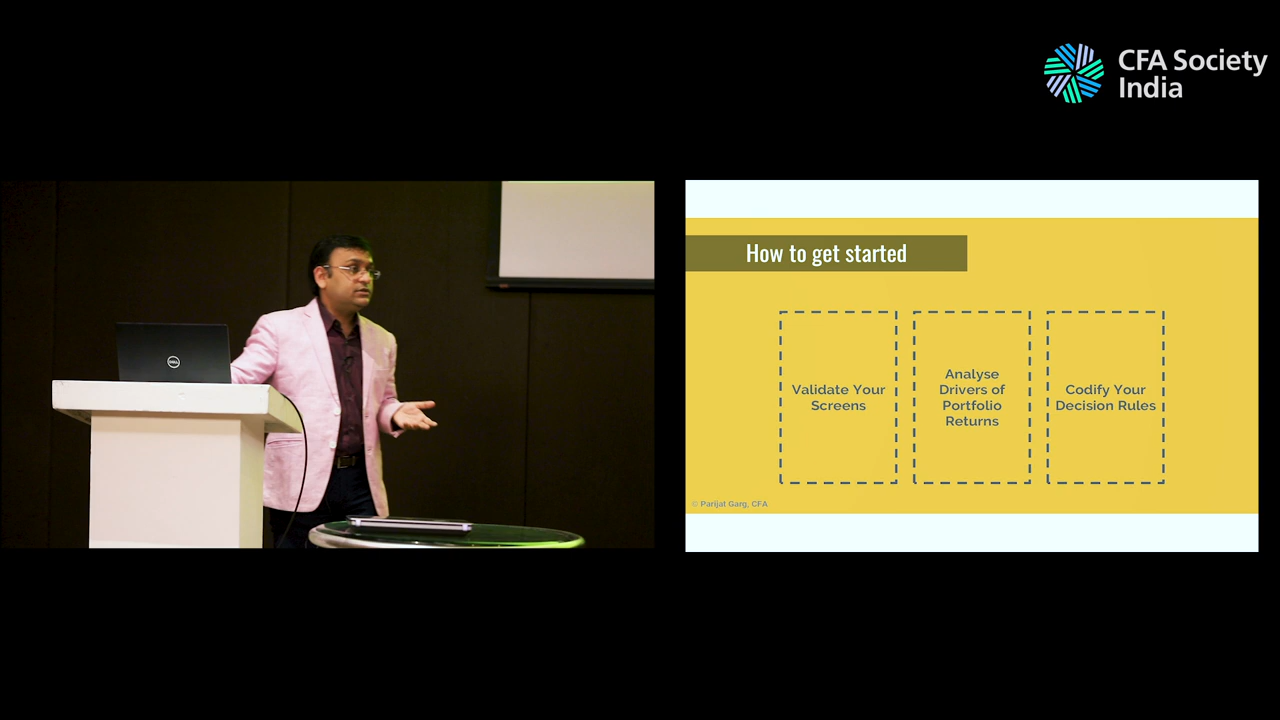 CFA Society
India
How to get started
Validate Your
Screens
Analyse
Drivers of
Portfolio
Returns
Codify Your
Decision Rules
© Parijat Garg, CFA
DELL